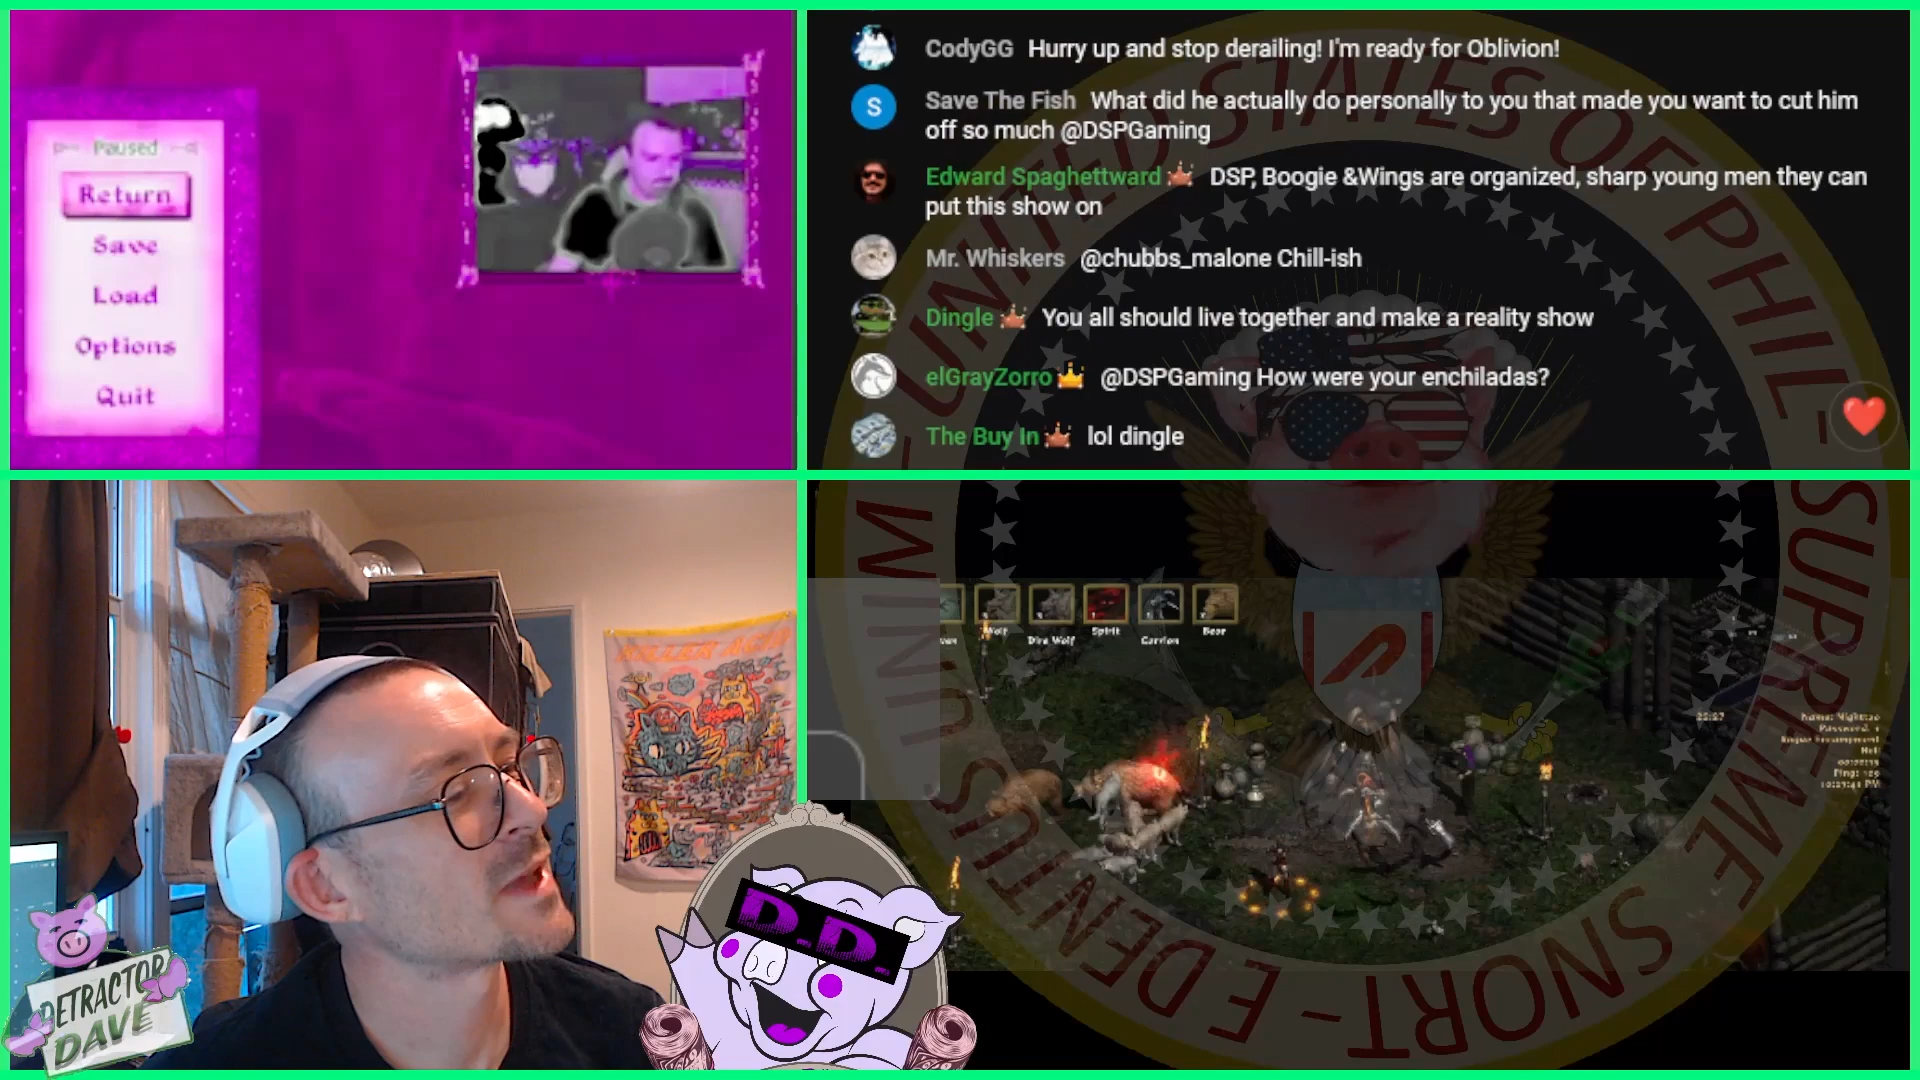 Paused
Return
Save
Load
Options
Quit
CodyGG Hurry up and stop derailing! I'm ready for Oblivion!
Save The Fish What did he actually do personally to you that made you want to cut him
off so much @DSPGaming
S
Edward Spaghettward DSP, Boogie &Wings are organized, sharp young men they can
put this show on
Mr. Whiskers @chubbs_malone Chill-ish
Dingle You all should live together and make a reality show
elGrayZorro @DSPGaming How were your enchiladas?
The Buy In lol dingle
UNITED STATES OF PHIL - SUPREME SNORT - E DENTIS UNIM -
Wolf
Dire Wolf
Spirit
Carrion
Bear
KILLER
D.D.
DETRACTOR
DAVE